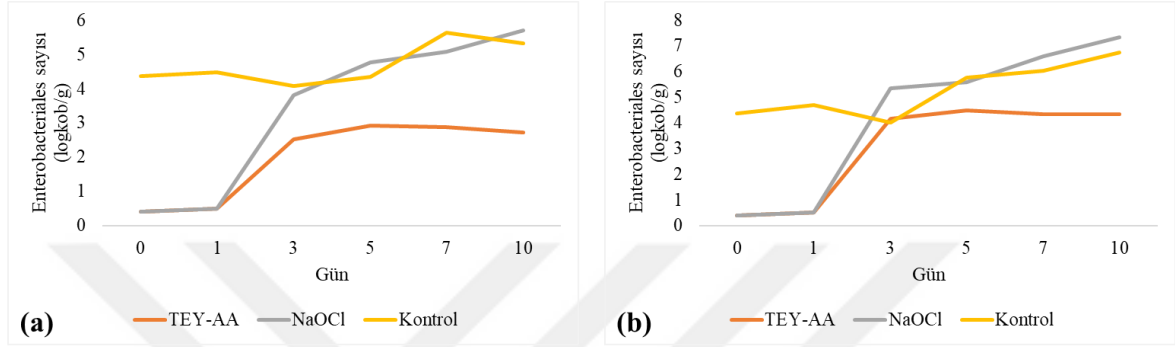 Enterobacteriales sayısı
(logkob/g)
6
5
4
3
2
1
0
0 1 3 5 7 10
Gün
(a)
TEY-AA NaOCl Kontrol
Enterobacteriales sayısı
(logkob/g)
8
7
6
5
4
3
2
1
0
0 1 3 5 7 10
Gün
(b)
TEY-AA NaOCl Kontrol